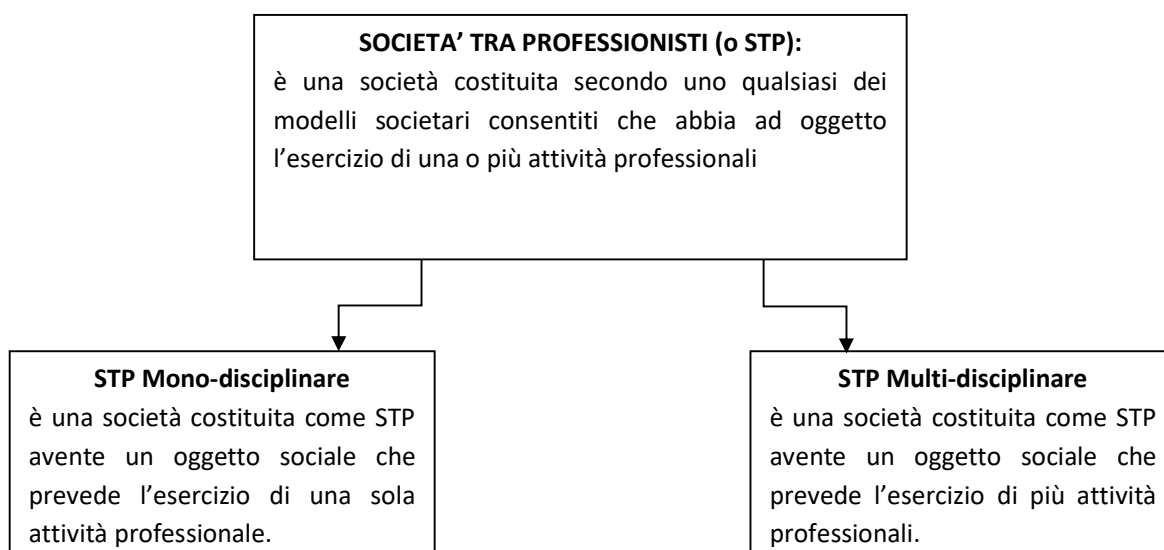 SOCIETA’ TRA PROFESSIONISTI (o STP):
è una società costituita secondo uno qualsiasi dei
modelli societari consentiti che abbia ad oggetto
l’esercizio di una o più attività professionali
STP Mono-disciplinare
è una società costituita come STP
avente un oggetto sociale che
prevede l’esercizio di una sola
attività professionale.
STP Multi-disciplinare
è una società costituita come STP
avente un oggetto sociale che
prevede l’esercizio di più attività
professionali.